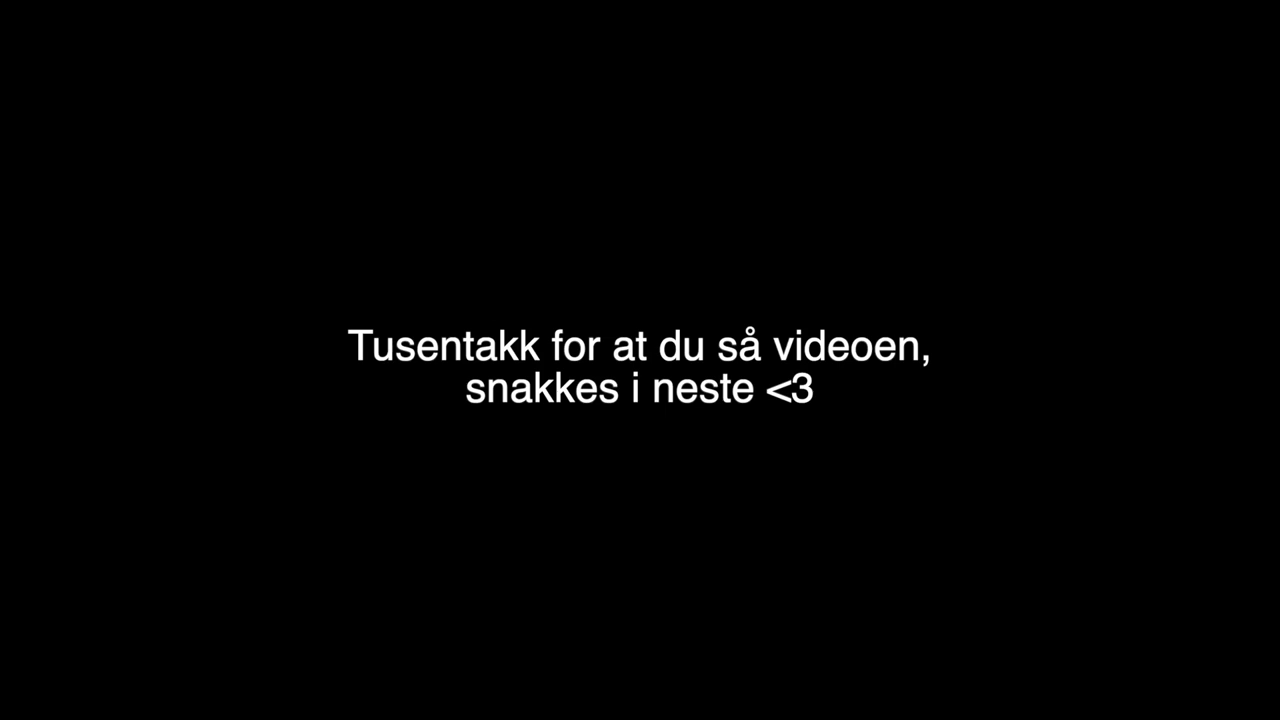 Tusentakk for at du så videoen,
snakkes i neste <3